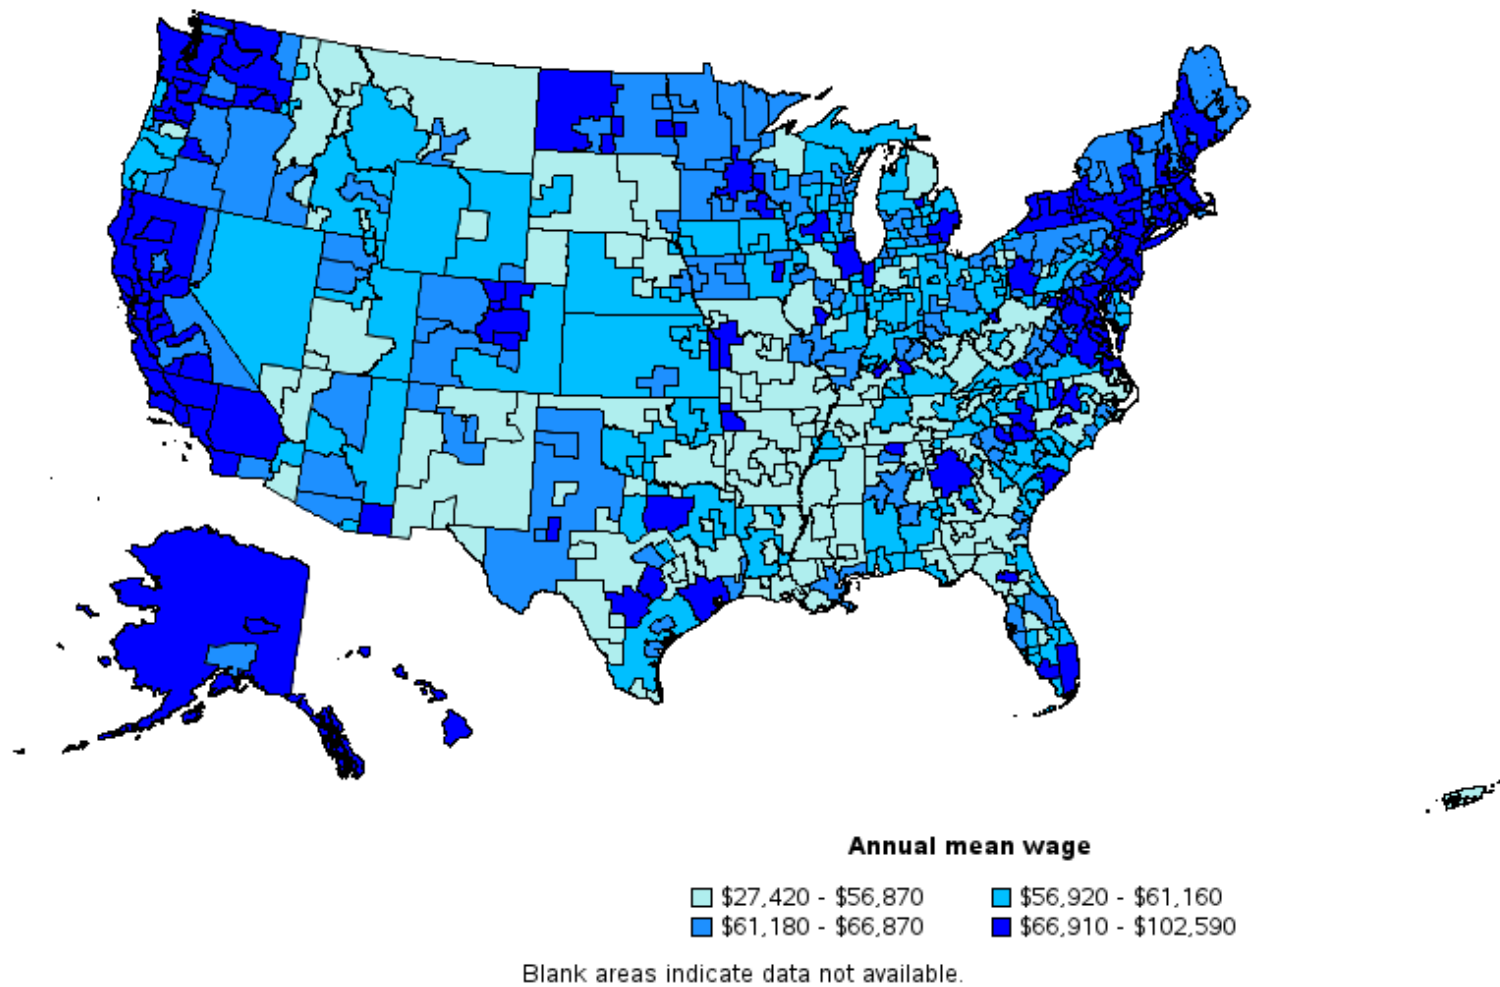 Annual mean wage
$27,420 - $56,870 $56,920 - $61,160
$61,180 - $66,870 $66,910 - $102,590
Blank areas indicate data not available.